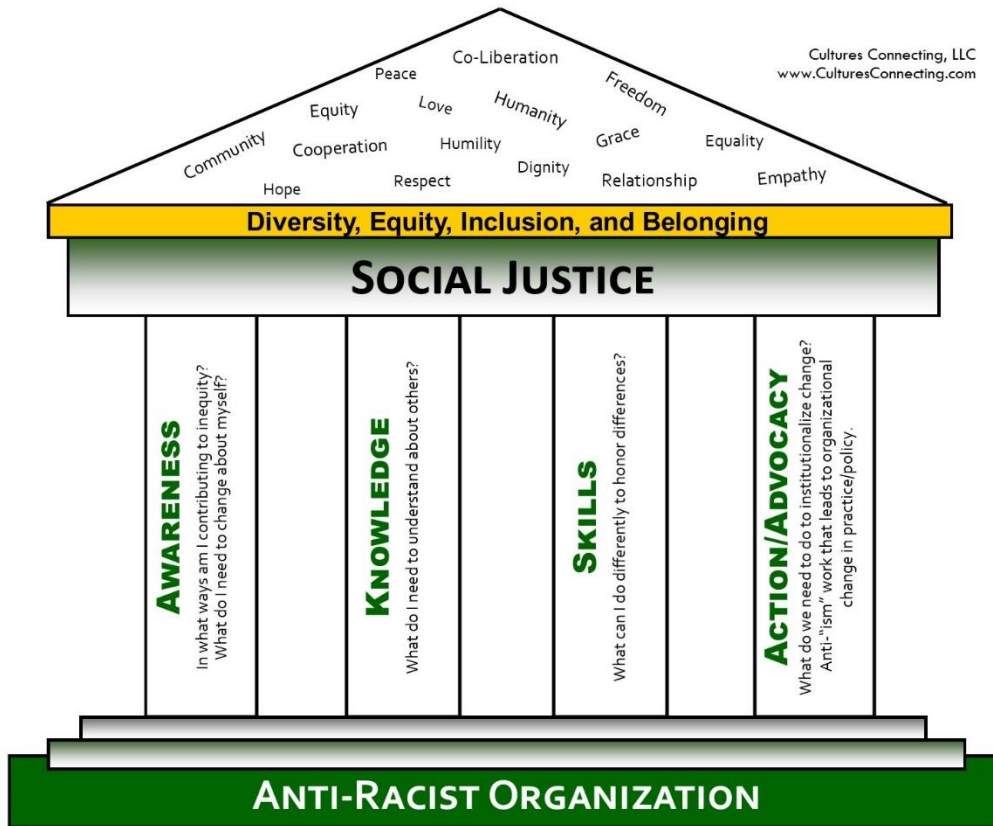 Cultures Connecting, LLC
www.CulturesConnecting.com
Co-Liberation
Peace
Freedom
Equity
Love
Humanity
Community
Cooperation
Humility
Grace
Equality
Hope
Respect
Dignity
Relationship
Empathy
Diversity, Equity, Inclusion, and Belonging
SOCIAL JUSTICE
AWARENESS
In what ways am I contributing to inequity?
What do I need to change about myself?
KNOWLEDGE
What do I need to understand about others?
SKILLS
What can I do differently to honor differences?
ACTION/ADVOCACY
What do we need to do to institutionalize change?
Anti-"ism" work that leads to organizational
change in practice/policy.
ANTI-RACIST ORGANIZATION